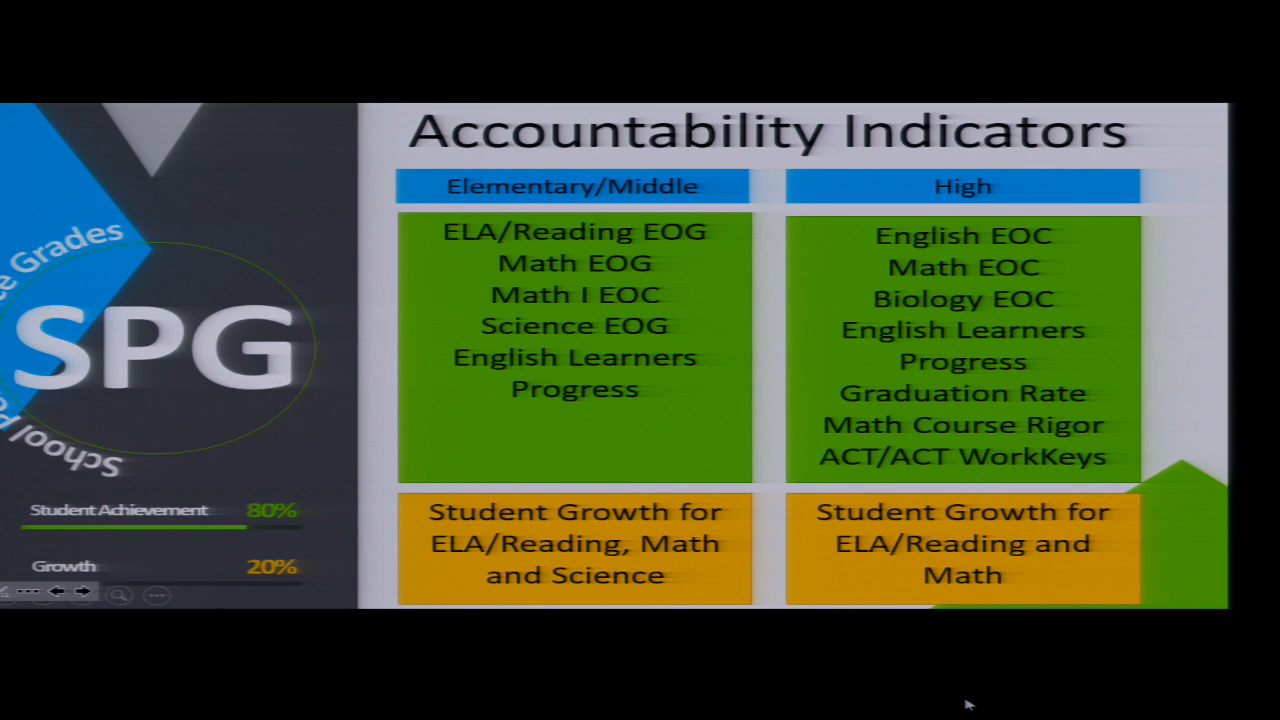 Accountability Indicators
Elementary/Middle
ELA/Reading EOG
Math EOG
Math I EOC
Science EOG
English Learners
Progress
Student Growth for
ELA/Reading, Math
and Science
High
English EOC
Math EOC
Biology EOC
English Learners
Progress
Graduation Rate
Math Course Rigor
ACT/ACT WorkKeys
Student Growth for
ELA/Reading and
Math
Grades
SPG
School
Student Achievement 80%
Growth 20%